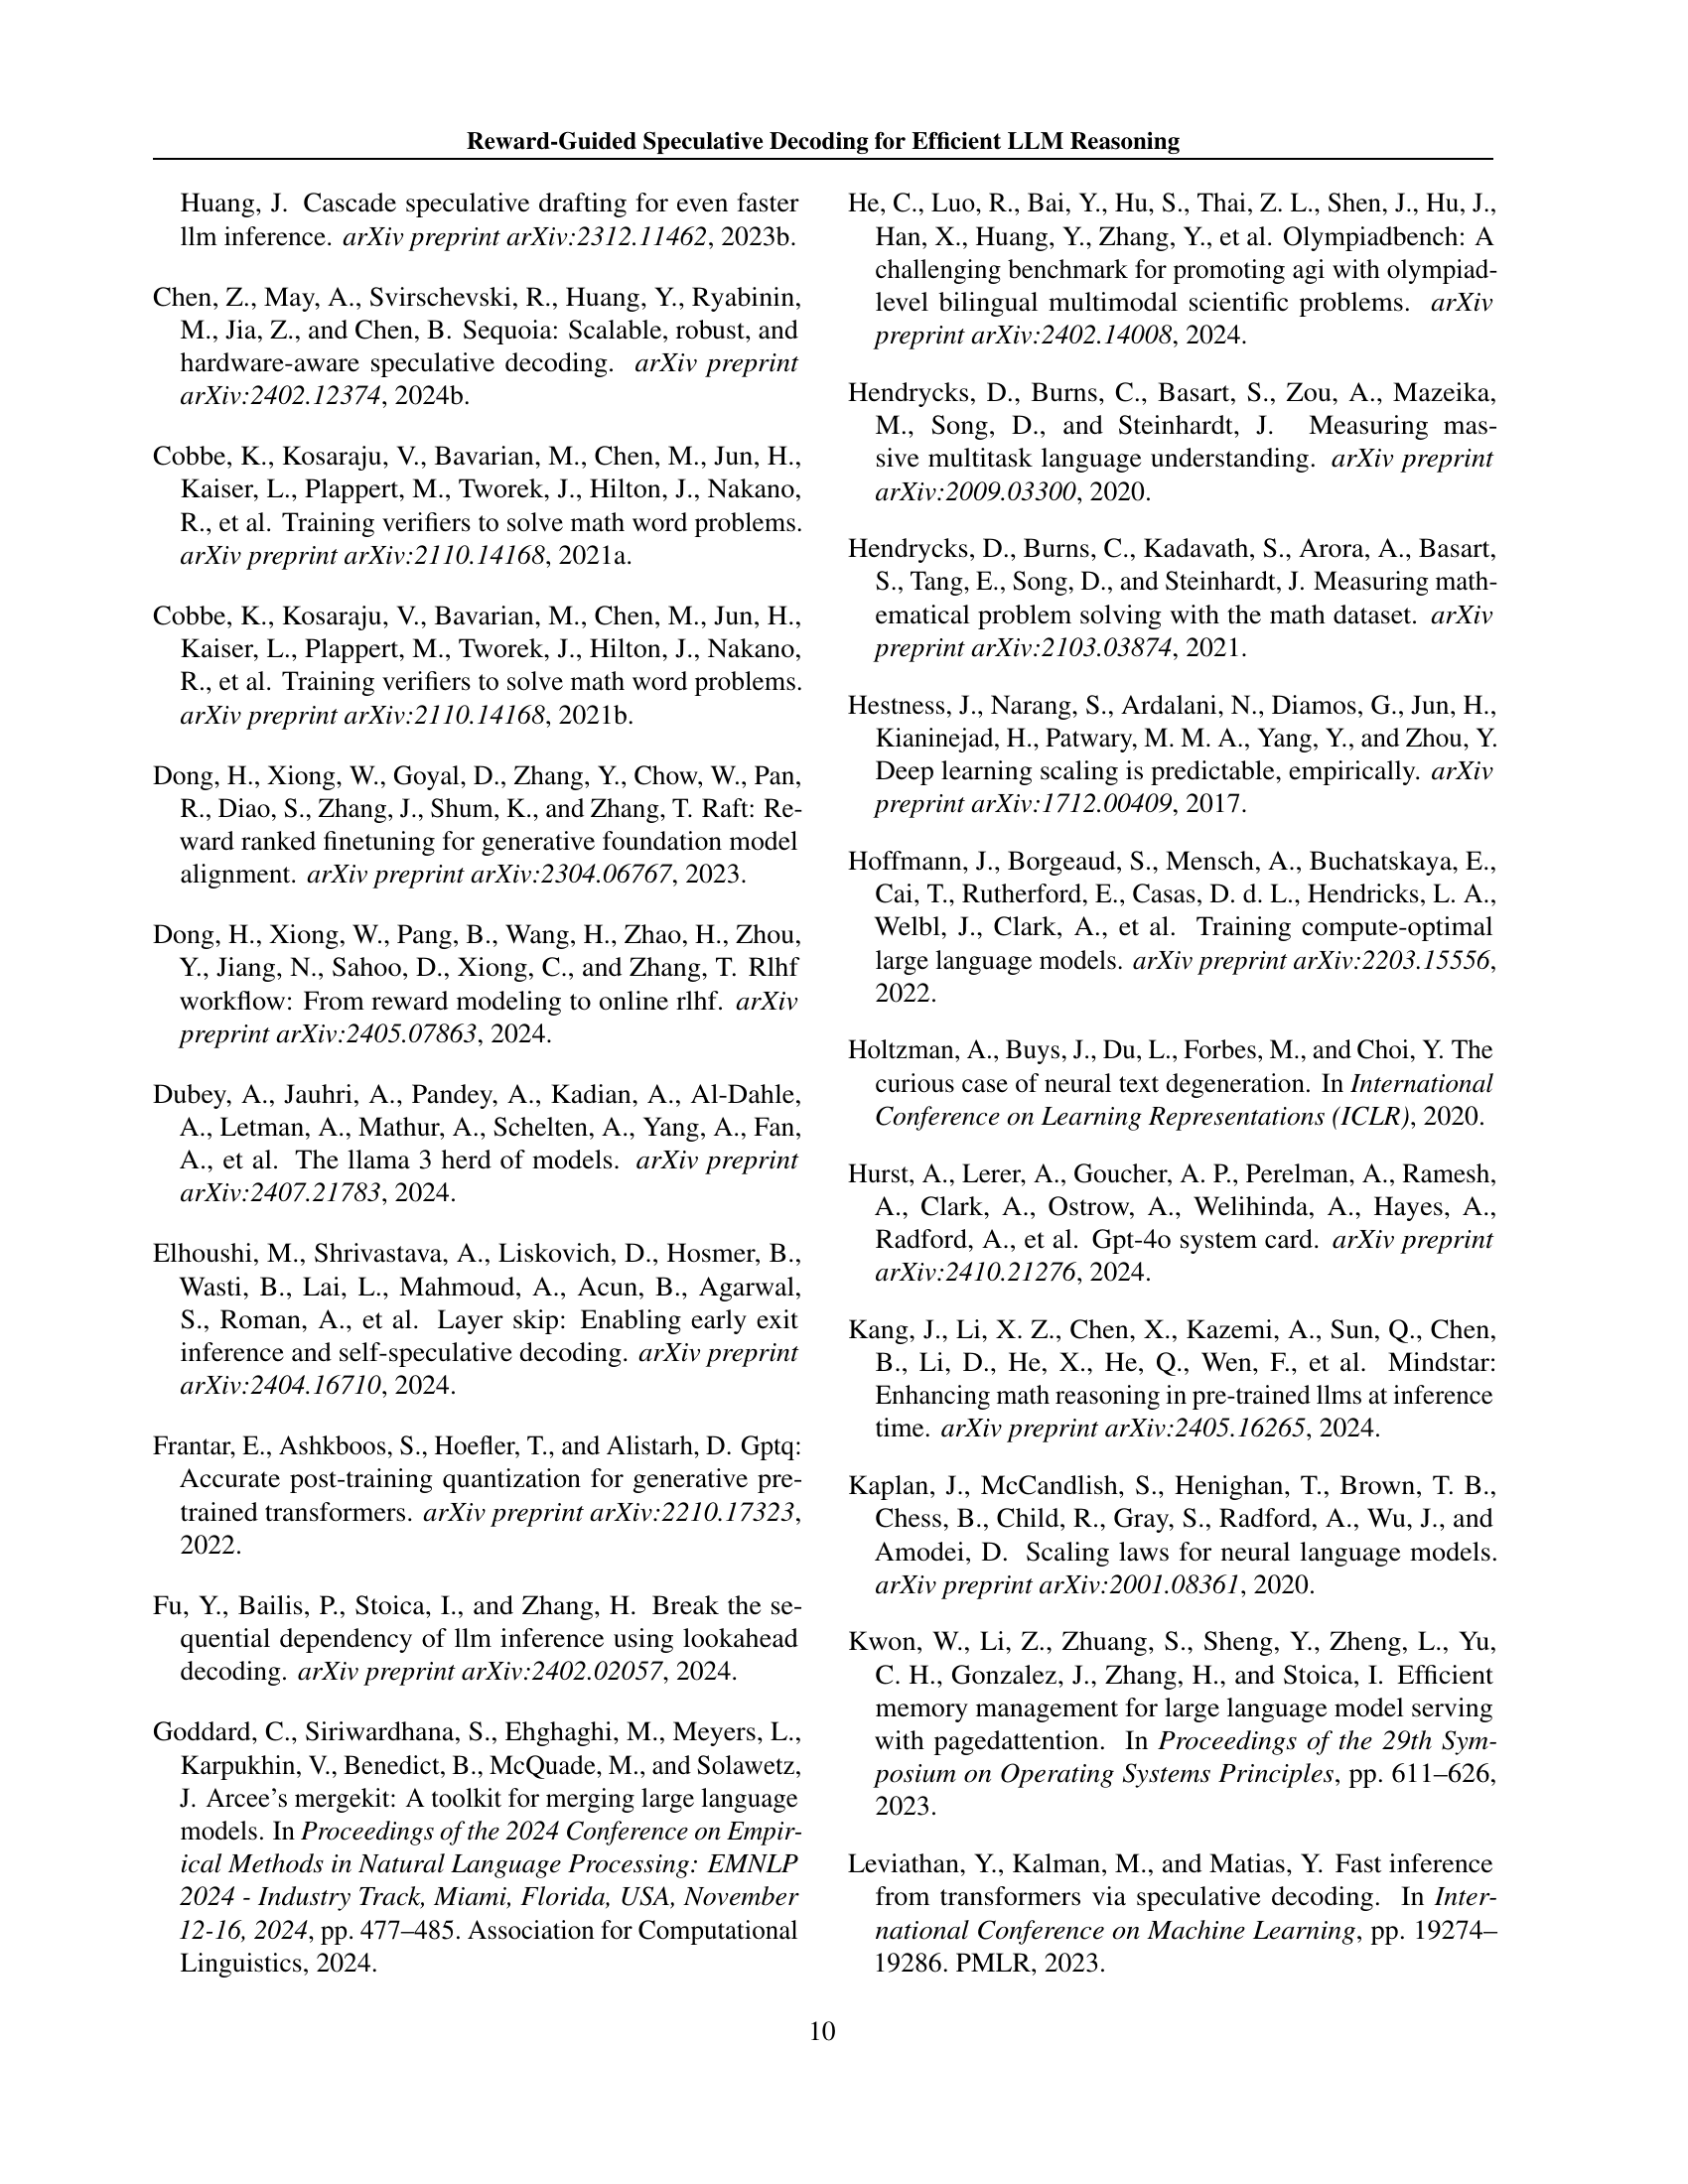 Reward-Guided Speculative Decoding for Efficient LLM Reasoning
Huang, J. Cascade speculative drafting for even faster
llm inference. arXiv preprint arXiv:2312.11462, 2023b.
Chen, Z., May, A., Svirschevski, R., Huang, Y., Ryabinin,
M., Jia, Z., and Chen, B. Sequoia: Scalable, robust, and
hardware-aware speculative decoding. arXiv preprint
arXiv:2402.12374, 2024b.
Cobbe, K., Kosaraju, V., Bavarian, M., Chen, M., Jun, H.,
Kaiser, L., Plappert, M., Tworek, J., Hilton, J., Nakano,
R., et al. Training verifiers to solve math word problems.
arXiv preprint arXiv:2110.14168, 2021a.
Cobbe, K., Kosaraju, V., Bavarian, M., Chen, M., Jun, H.,
Kaiser, L., Plappert, M., Tworek, J., Hilton, J., Nakano,
R., et al. Training verifiers to solve math word problems.
arXiv preprint arXiv:2110.14168, 2021b.
Dong, H., Xiong, W., Goyal, D., Zhang, Y., Chow, W., Pan,
R., Diao, S., Zhang, J., Shum, K., and Zhang, T. Raft: Re-
ward ranked finetuning for generative foundation model
alignment. arXiv preprint arXiv:2304.06767, 2023.
Dong, H., Xiong, W., Pang, B., Wang, H., Zhao, H., Zhou,
Y., Jiang, N., Sahoo, D., Xiong, C., and Zhang, T. Rlhf
workflow: From reward modeling to online rlhf. arXiv
preprint arXiv:2405.07863, 2024.
Dubey, A., Jauhri, A., Pandey, A., Kadian, A., Al-Dahle,
A., Letman, A., Mathur, A., Schelten, A., Yang, A., Fan,
A., et al. The llama 3 herd of models. arXiv preprint
arXiv:2407.21783, 2024.
Elhoushi, M., Shrivastava, A., Liskovich, D., Hosmer, B.,
Wasti, B., Lai, L., Mahmoud, A., Acun, B., Agarwal,
S., Roman, A., et al. Layer skip: Enabling early exit
inference and self-speculative decoding. arXiv preprint
arXiv:2404.16710, 2024.
Frantar, E., Ashkboos, S., Hoefler, T., and Alistarh, D. Gptq:
Accurate post-training quantization for generative pre-
trained transformers. arXiv preprint arXiv:2210.17323,
2022.
Fu, Y., Bailis, P., Stoica, I., and Zhang, H. Break the se-
quential dependency of llm inference using lookahead
decoding. arXiv preprint arXiv:2402.02057, 2024.
Goddard, C., Siriwardhana, S., Ehghaghi, M., Meyers, L.,
Karpukhin, V., Benedict, B., McQuade, M., and Solawetz,
J. Arcee's mergekit: A toolkit for merging large language
models. In Proceedings of the 2024 Conference on Empir-
ical Methods in Natural Language Processing: EMNLP
2024 - Industry Track, Miami, Florida, USA, November
12-16, 2024, pp. 477–485. Association for Computational
Linguistics, 2024.
He, C., Luo, R., Bai, Y., Hu, S., Thai, Z. L., Shen, J., Hu, J.,
Han, X., Huang, Y., Zhang, Y., et al. Olympiadbench: A
challenging benchmark for promoting agi with olympiad-
level bilingual multimodal scientific problems. arXiv
preprint arXiv:2402.14008, 2024.
Hendrycks, D., Burns, C., Basart, S., Zou, A., Mazeika,
M., Song, D., and Steinhardt, J. Measuring mas-
sive multitask language understanding. arXiv preprint
arXiv:2009.03300, 2020.
Hendrycks, D., Burns, C., Kadavath, S., Arora, A., Basart,
S., Tang, E., Song, D., and Steinhardt, J. Measuring math-
ematical problem solving with the math dataset. arXiv
preprint arXiv:2103.03874, 2021.
Hestness, J., Narang, S., Ardalani, N., Diamos, G., Jun, H.,
Kianinejad, H., Patwary, M. M. A., Yang, Y., and Zhou, Y.
Deep learning scaling is predictable, empirically. arXiv
preprint arXiv:1712.00409, 2017.
Hoffmann, J., Borgeaud, S., Mensch, A., Buchatskaya, E.,
Cai, T., Rutherford, E., Casas, D. d. L., Hendricks, L. A.,
Welbl, J., Clark, A., et al. Training compute-optimal
large language models. arXiv preprint arXiv:2203.15556,
2022.
Holtzman, A., Buys, J., Du, L., Forbes, M., and Choi, Y. The
curious case of neural text degeneration. In International
Conference on Learning Representations (ICLR), 2020.
Hurst, A., Lerer, A., Goucher, A. P., Perelman, A., Ramesh,
A., Clark, A., Ostrow, A., Welihinda, A., Hayes, A.,
Radford, A., et al. Gpt-4o system card. arXiv preprint
arXiv:2410.21276, 2024.
Kang, J., Li, X. Z., Chen, X., Kazemi, A., Sun, Q., Chen,
B., Li, D., He, X., He, Q., Wen, F., et al. Mindstar:
Enhancing math reasoning in pre-trained llms at inference
time. arXiv preprint arXiv:2405.16265, 2024.
Kaplan, J., McCandlish, S., Henighan, T., Brown, T. B.,
Chess, B., Child, R., Gray, S., Radford, A., Wu, J., and
Amodei, D. Scaling laws for neural language models.
arXiv preprint arXiv:2001.08361, 2020.
Kwon, W., Li, Z., Zhuang, S., Sheng, Y., Zheng, L., Yu,
C. H., Gonzalez, J., Zhang, H., and Stoica, I. Efficient
memory management for large language model serving
with pagedattention. In Proceedings of the 29th Sym-
posium on Operating Systems Principles, pp. 611–626,
2023.
Leviathan, Y., Kalman, M., and Matias, Y. Fast inference
from transformers via speculative decoding. In Inter-
national Conference on Machine Learning, pp. 19274–
19286. PMLR, 2023.
10